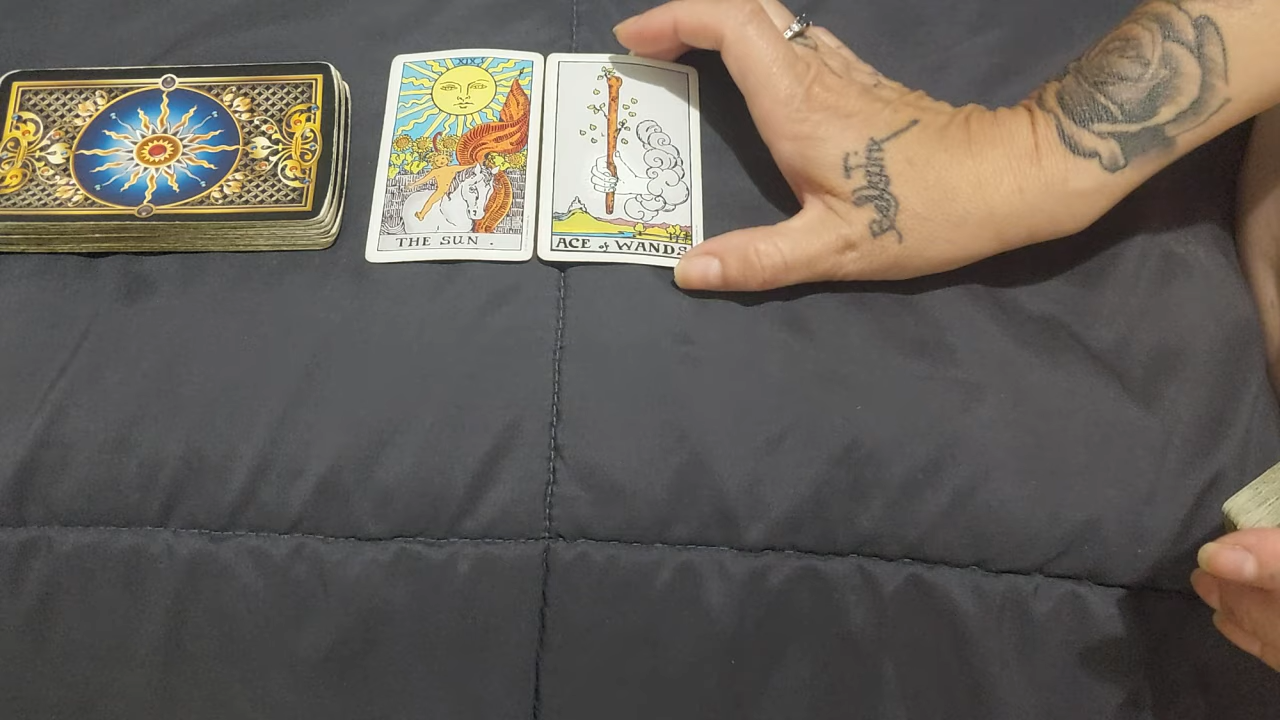 XIX
THE SUN .
ACE of WANDS